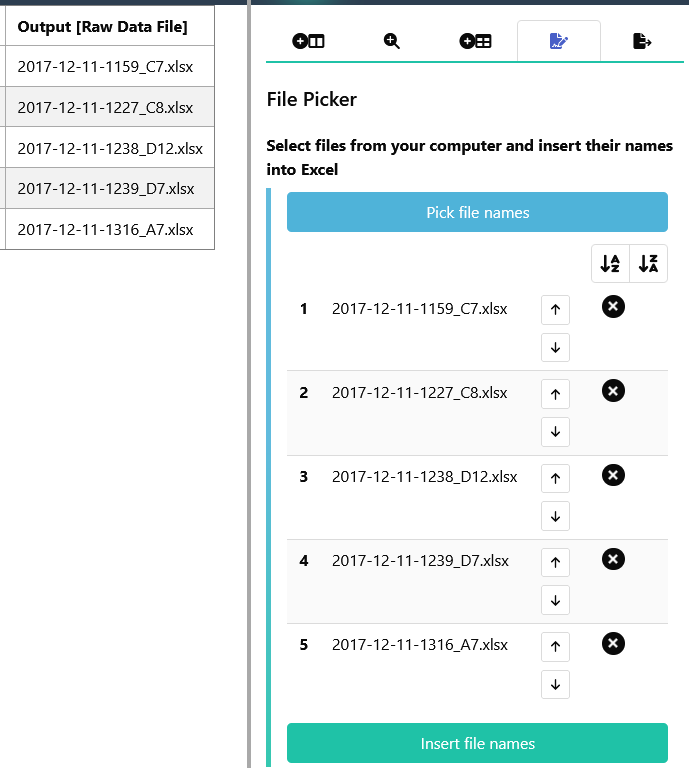 Output [Raw Data File]
2017-12-11-1159_C7.xlsx
2017-12-11-1227_C8.xlsx
2017-12-11-1238_D12.xlsx
2017-12-11-1239_D7.xlsx
2017-12-11-1316_A7.xlsx
File Picker
Select files from your computer and insert their names
into Excel
Pick file names
A Z Z A
1 2017-12-11-1159_C7.xlsx
2 2017-12-11-1227_C8.xlsx
3 2017-12-11-1238_D12.xlsx
4 2017-12-11-1239_D7.xlsx
5 2017-12-11-1316_A7.xlsx
Insert file names